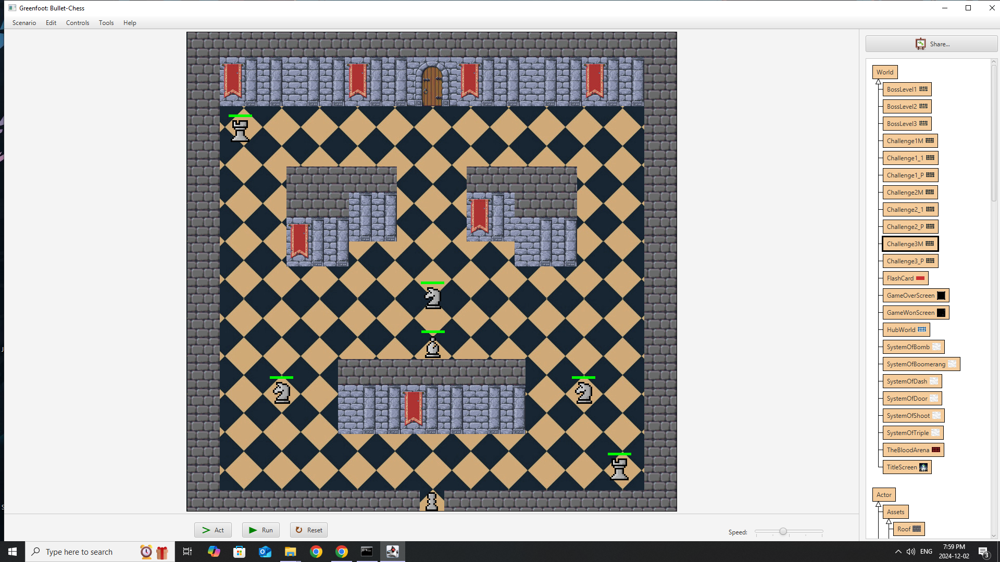 Greenfoot: Bullet-Chess
Scenario Edit Controls Tools Help
Share...
World
BossLevel1
BossLevel2
BossLevel3
Challenge1M
Challenge1_1
Challenge1_P
Challenge2M
Challenge2_1
Challenge2_P
Challenge3M
Challenge3_P
FlashCard
GameOverScreen
GameWonScreen
HubWorld
SystemOfBomb
SystemOfBoomerang
SystemOfDash
SystemOfDoor
SystemOfShoot
SystemOfTriple
TheBloodArena
TitleScreen
Actor
Assets
Roof
Act Run Reset Speed:
Type here to search
ENG
7:59 PM
2024-12-02
3